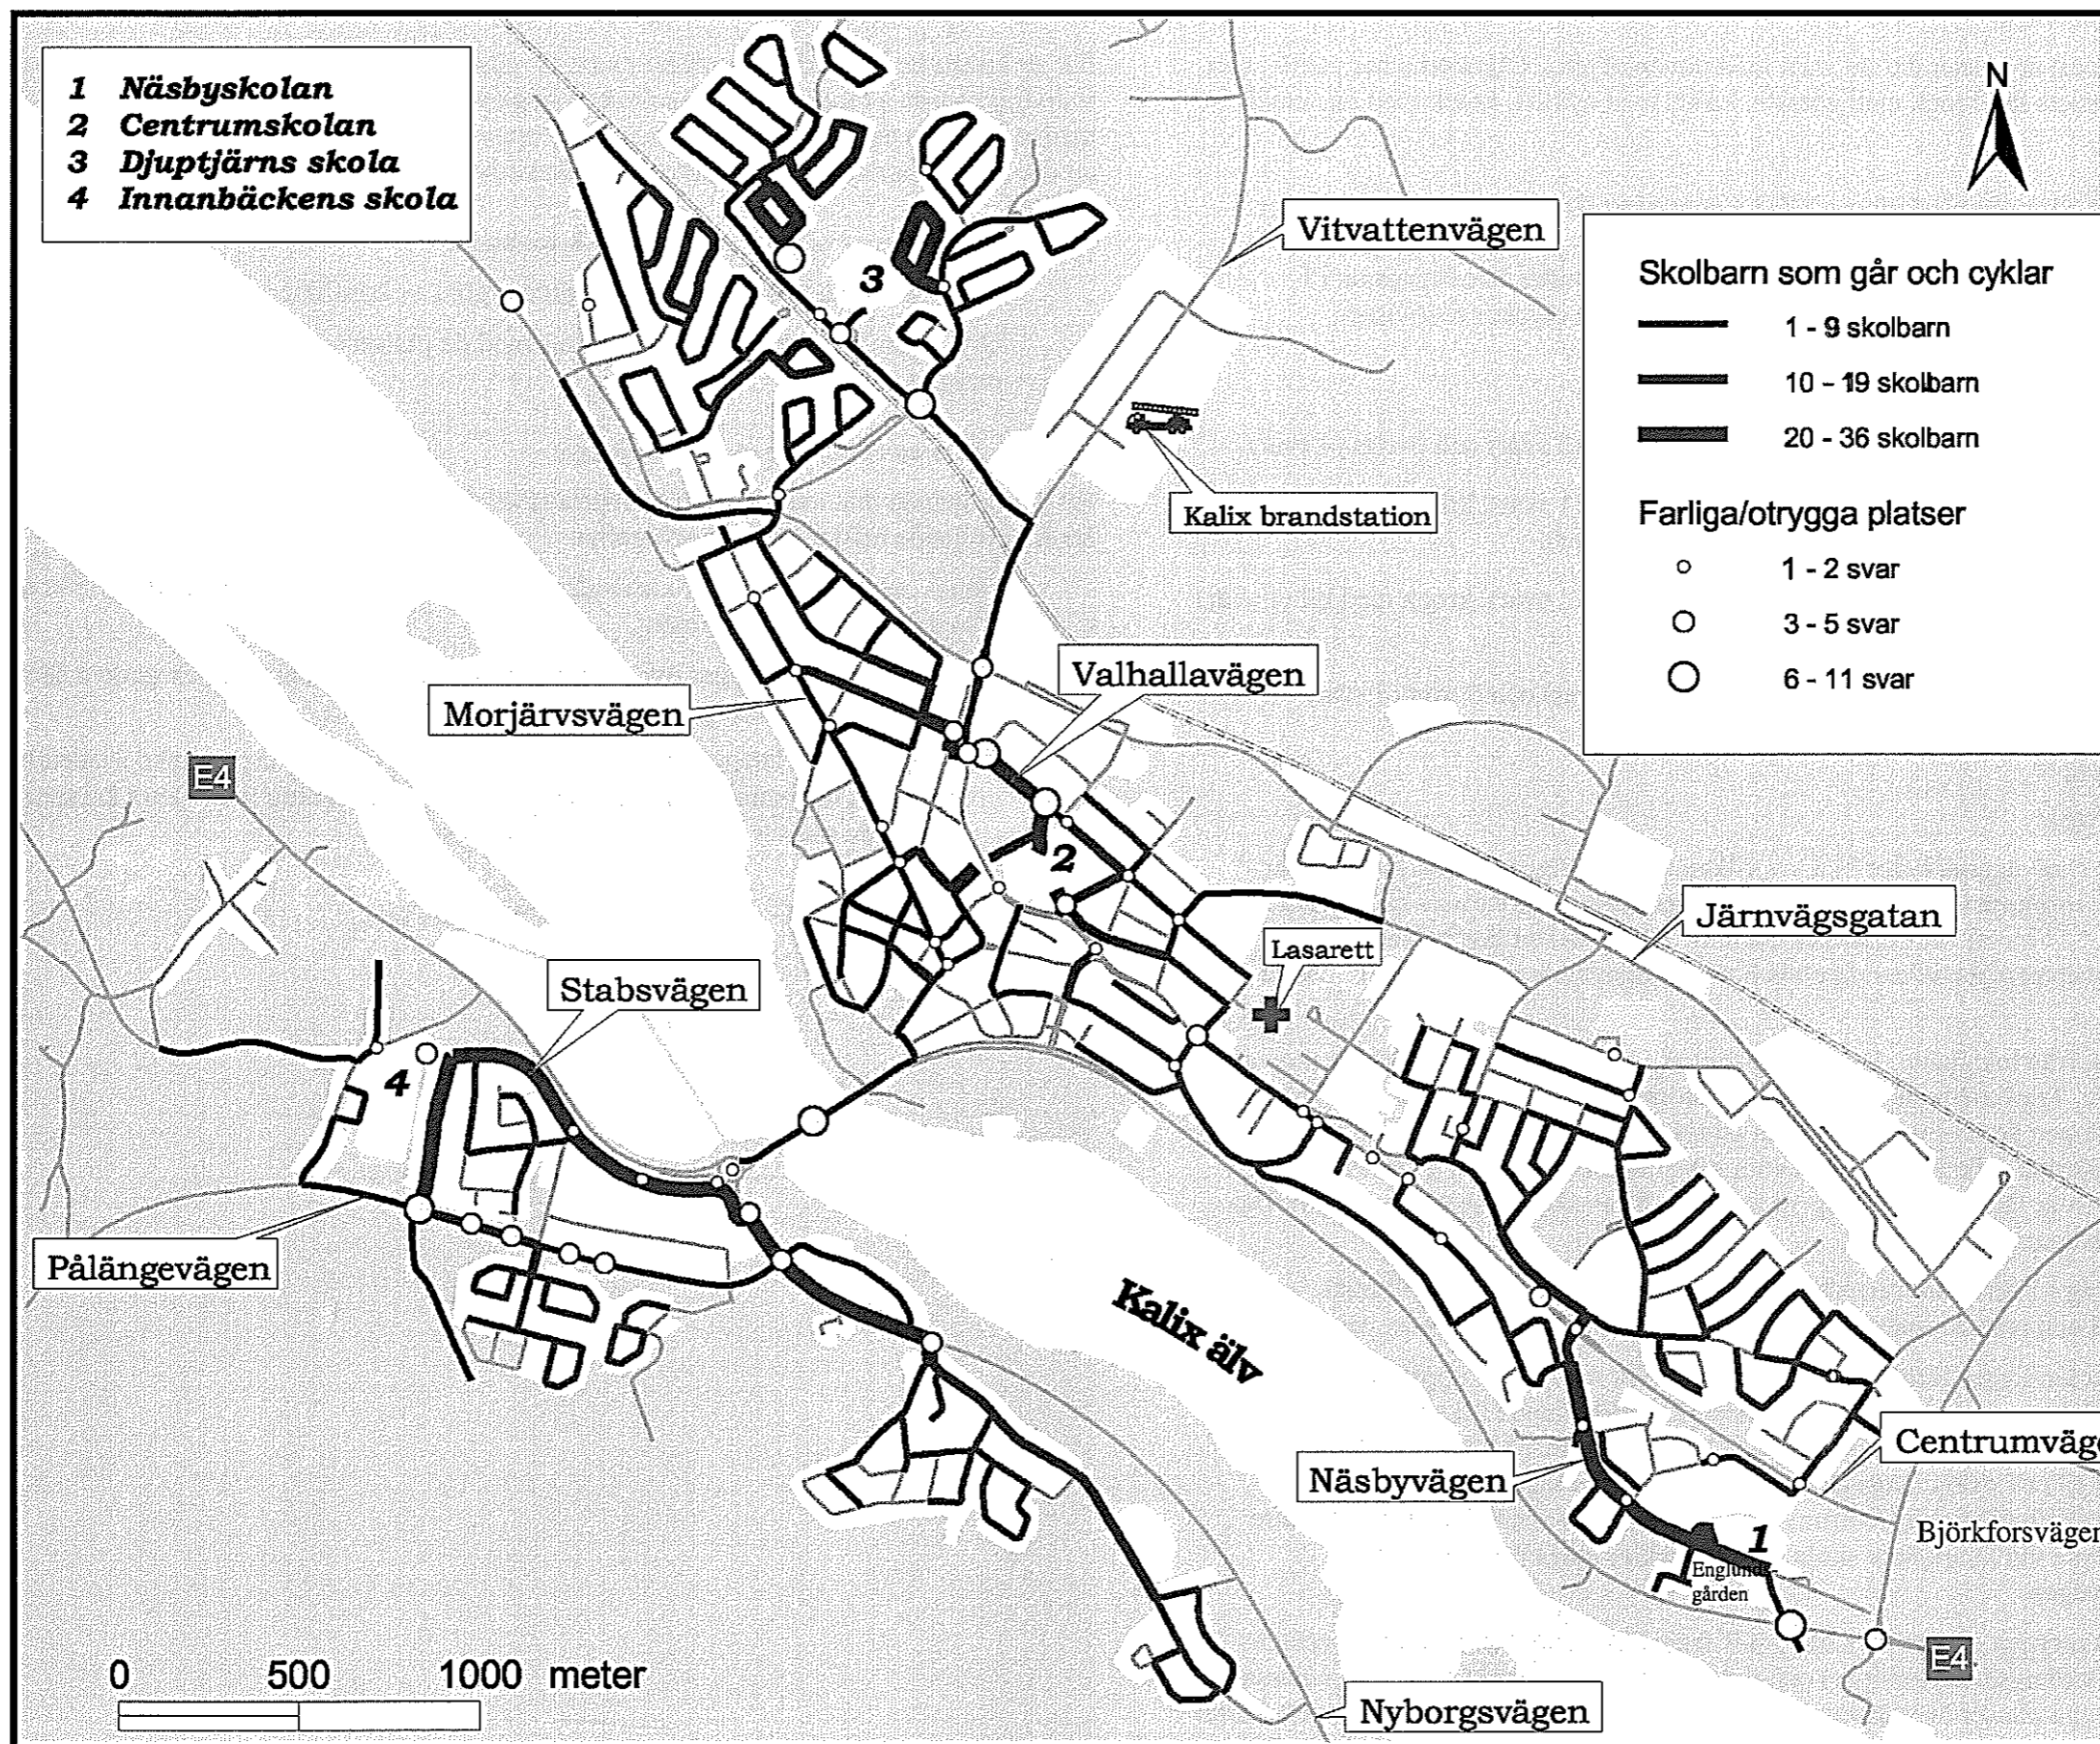 1 Näsbyskolan
2 Centrumskolan
3 Djuptjärns skola
4 Innanbäckens skola
N
Vitvattenvägen
Skolbarn som går och cyklar
1 - 9 skolbarn
10 - 19 skolbarn
20 - 36 skolbarn
Farliga/otrygga platser
1 - 2 svar
3 - 5 svar
6 - 11 svar
3
Kalix brandstation
Valhallavägen
Morjärvsvägen
E4
2
Järnvägsgatan
Lasarett
Stabsvägen
4
Pålängevägen
Kalix älv
Centrumväge
Näsbyvägen
1
Björkforsvägen
Englunds-
gården
E4
0 500 1000 meter
Nyborgsvägen